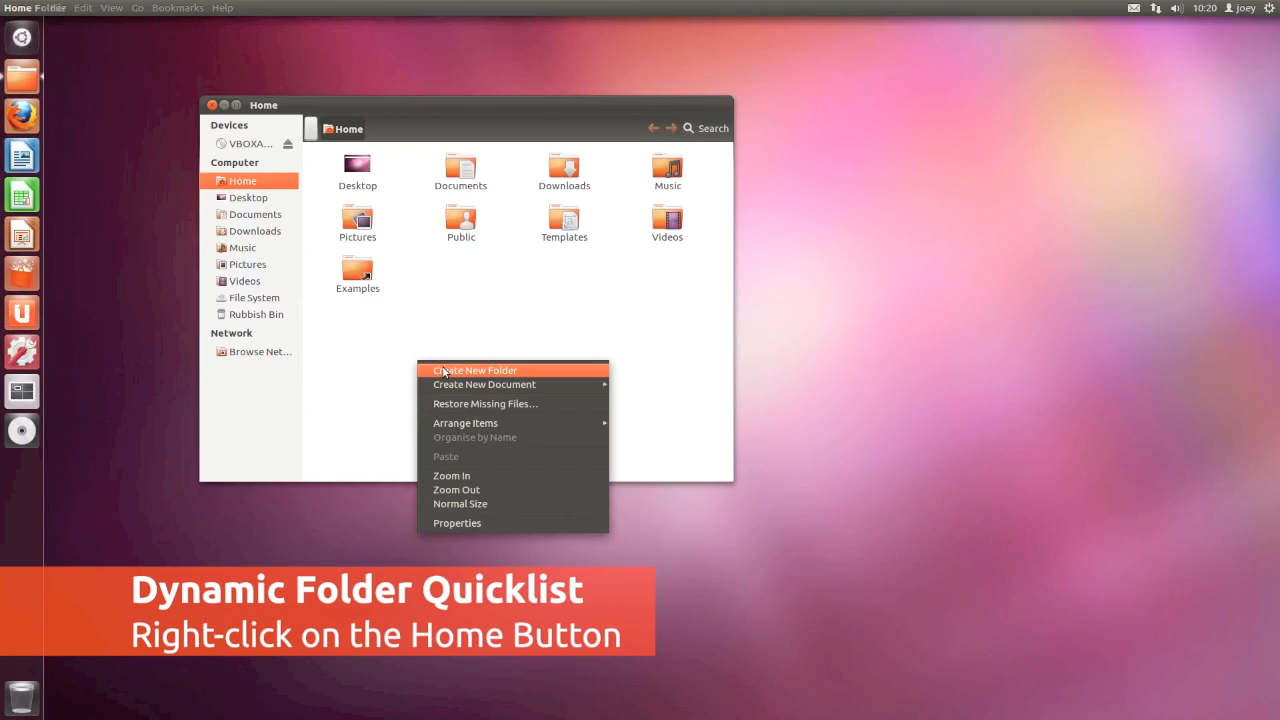 Home Folder Edit View Go Bookmarks Help
10:20 joey
Home
Devices
VBOXA...
Computer
Home
Desktop
Documents
Downloads
Music
Pictures
Videos
File System
Rubbish Bin
Network
Browse Net...
Home
Search
Desktop Documents Downloads Music
Pictures Public Templates Videos
Examples
Create New Folder
Create New Document
Restore Missing Files...
Arrange Items
Organise by Name
Paste
Zoom In
Zoom Out
Normal Size
Properties
Dynamic Folder Quicklist
Right-click on the Home Button